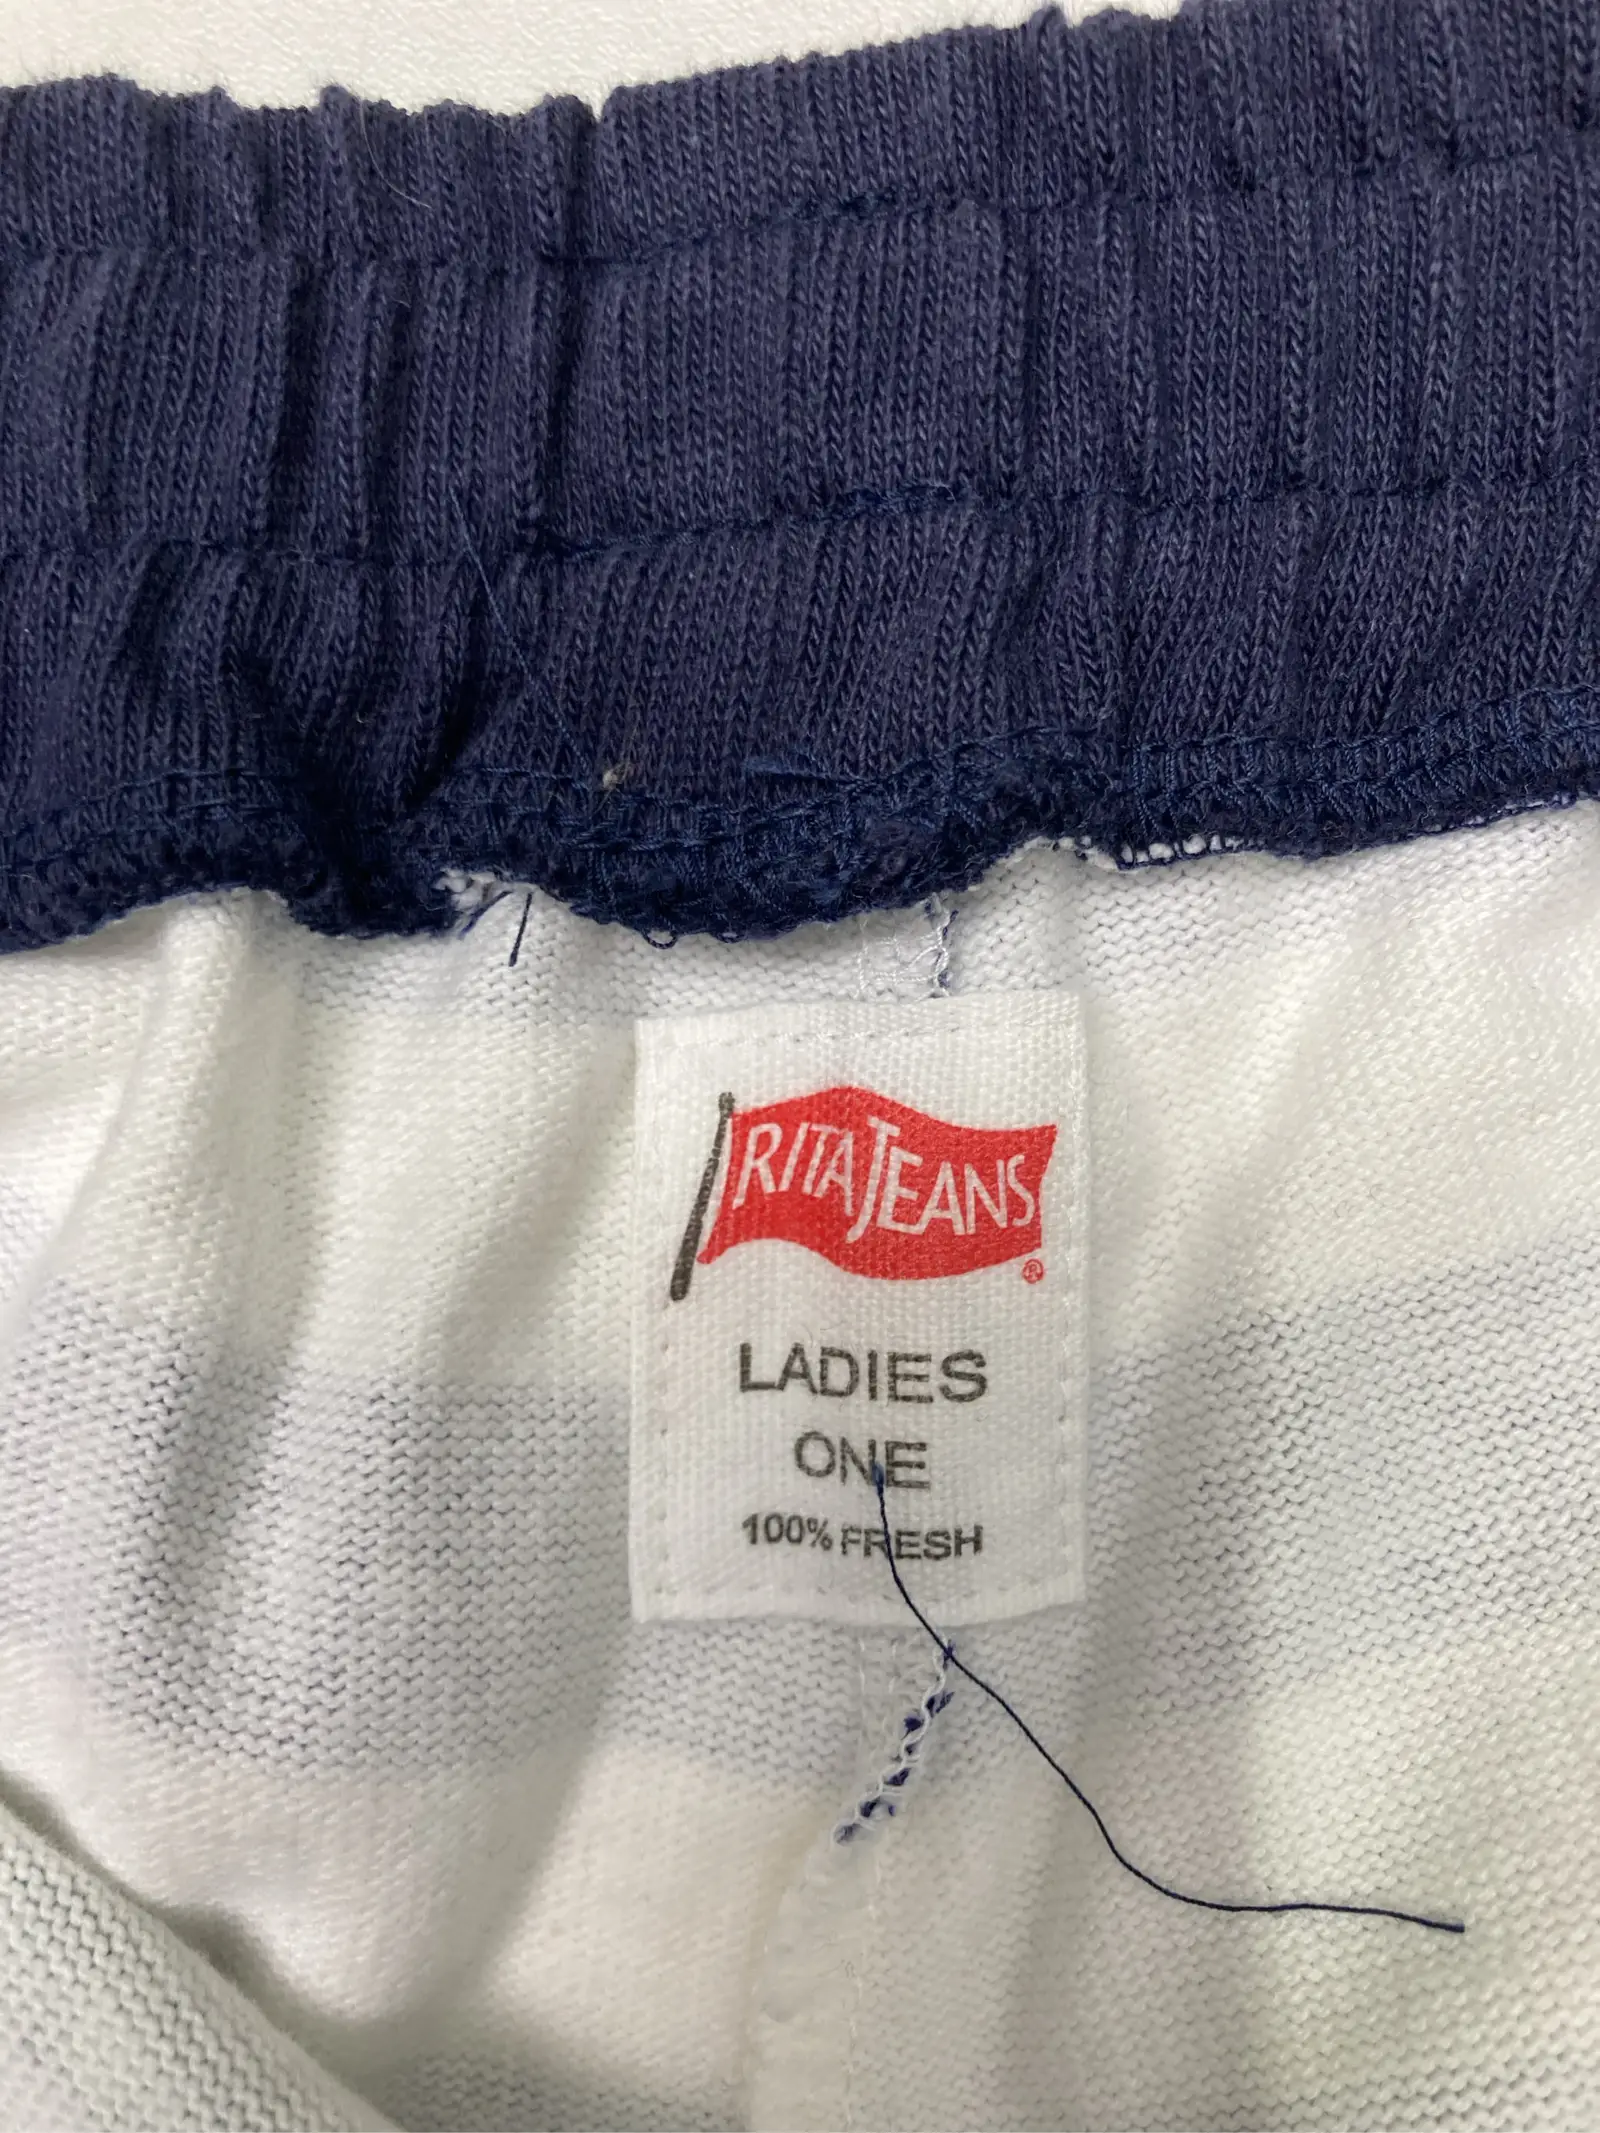 RITA JEANS
®
LADIES
ONE
100% FRESH